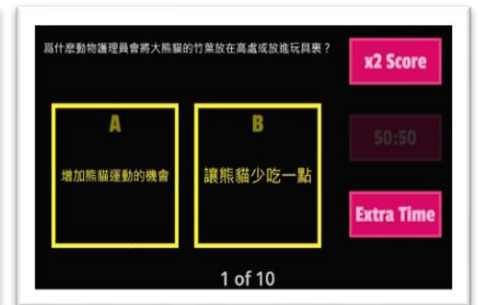 爲什麽動物護理員會將大熊貓的竹葉放在高處或放進玩具裏？
x2 Score
A
增加熊貓運動的機會
B
讓熊貓少吃一點
50:50
Extra Time
1 of 10